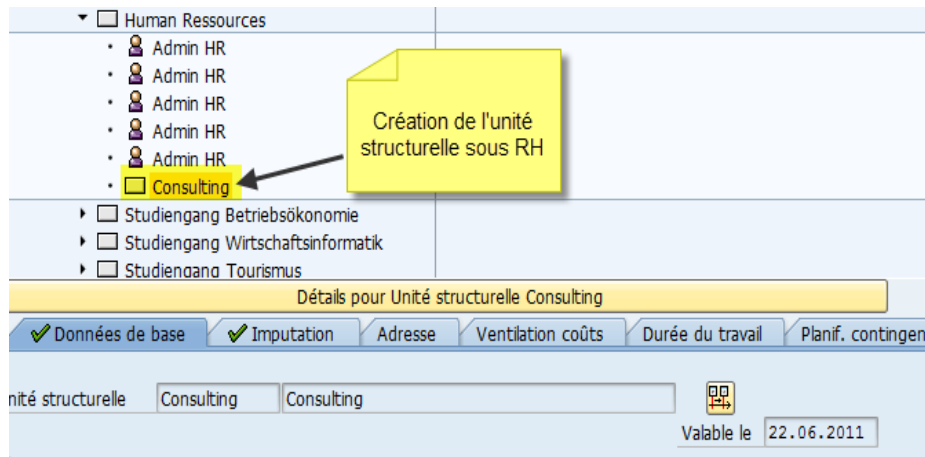 Human Ressources
Admin HR
Admin HR
Admin HR
Admin HR
Admin HR
Consulting
Création de l'unité
structurelle sous RH
Studiengang Betriebsökonomie
Studiengang Wirtschaftsinformatik
Studiengang Tourismus
Détails pour Unité structurelle Consulting
Données de base Imputation Adresse Ventilation coûts Durée du travail Planif. contingen
nité structurelle Consulting Consulting
Valable le 22.06.2011